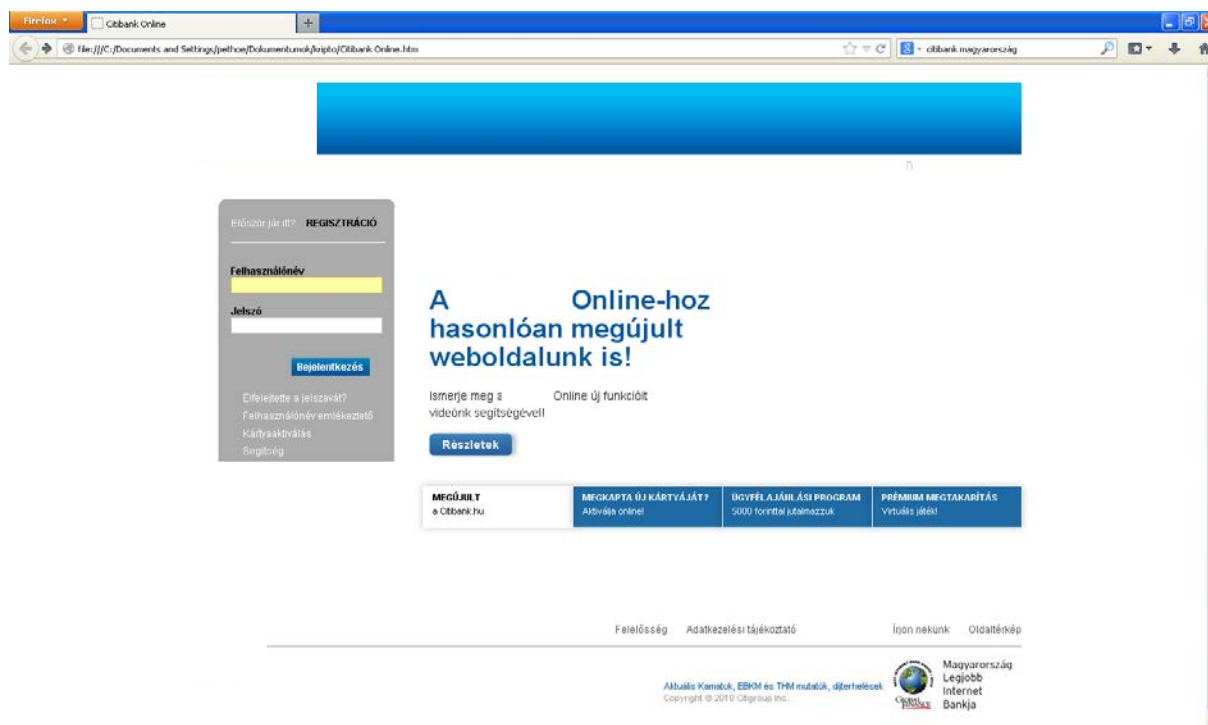 Firefox
Citibank Online
file:///C:/Documents and Settings/pethoe/Dokumentumok/kripto/Citibank Online.htm
citibank magyarország
Először jár itt? REGISZTRÁCIÓ
Felhasználónév
Jelszó
Bejelentkezés
Elfelejtette a jelszavát?
Felhasználónév emlékeztető
Kártyaaktiválás
Segítség
A Online-hoz
hasonlóan megújult
weboldalunk is!
Ismerje meg a Online új funkcióit
videónk segítségével!
Részletek
MEGÚJULT
a Citibank.hu
MEGKAPTA ÚJ KÁRTYÁJÁT?
Aktiválja online!
ÜGYFÉLAJÁNLÁSI PROGRAM
5000 forinttal jutalmazzuk
PRÉMIUM MEGTAKARÍTÁS
Virtuális játék!
Felelősség Adatkezelési tájékoztató Írjon nekünk Oldaltérkép
Aktuális Kamatok, EBKM és THM mutatók, díjterhelések
Copyright © 2010 Citigroup Inc.
GLOBAL
FINANCE
Magyarország
Legjobb
Internet
Bankja